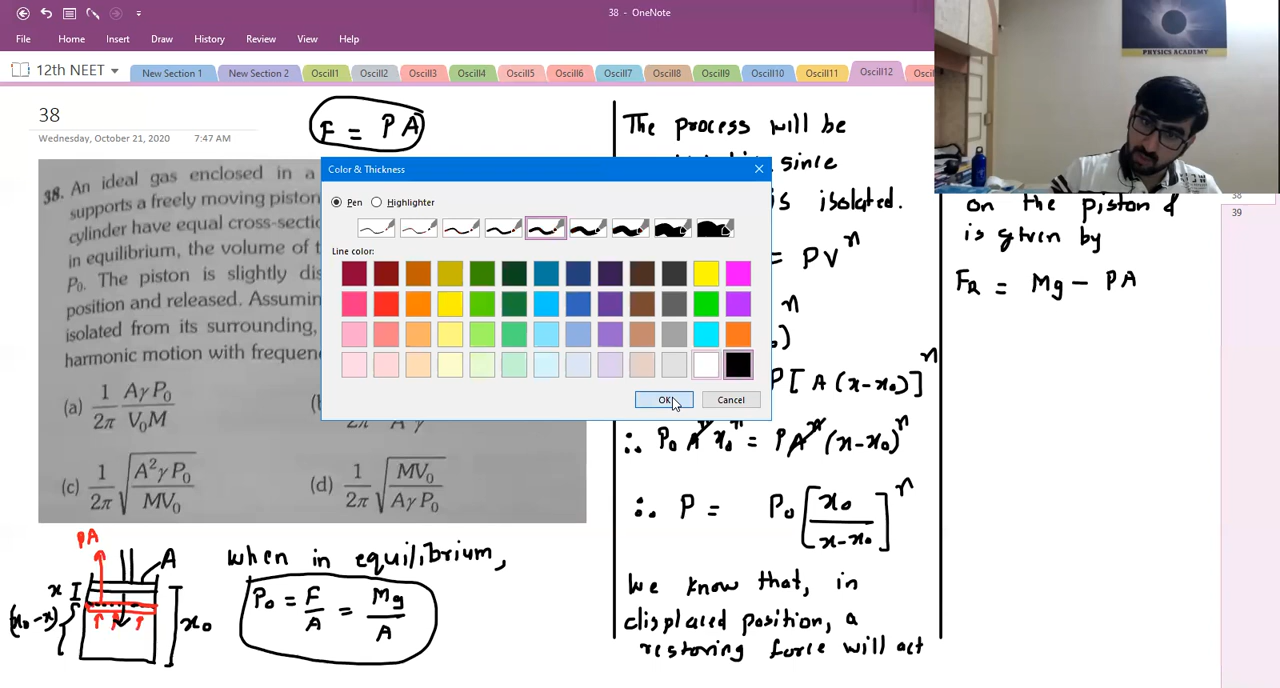 38 - OneNote
File Home Insert Draw History Review View Help
12th NEET New Section 1 New Section 2 Oscill1 Oscill2 Oscill3 Oscill4 Oscill5 Oscill6 Oscill7 Oscill8 Oscill9 Oscill10 Oscill11 Oscill12
PHYSICS ACADEMY
38
Wednesday, October 21, 2020 7:47 AM
F = PA
38. An ideal gas enclosed in a
supports a freely moving piston
cylinder have equal cross-secti
in equilibrium, the volume of t
P₀. The piston is slightly dis
position and released. Assumin
isolated from its surrounding,
harmonic motion with frequen
(a) 1/2π AγP₀/V₀M
(c) 1/2π √(A²γP₀/MV₀)
(d) 1/2π √(MV₀/AγP₀)
Color & Thickness
Pen Highlighter
Line color:
OK Cancel
PA
A
x
(x₀-x)
x₀
when in equilibrium,
P₀ = F/A = Mg/A
The process will be
since
is isolated.
= PVⁿ
P[A(x-x₀)]ⁿ
∴ P₀Aⁿx₀ⁿ = PAⁿ(x-x₀)ⁿ
∴ P = P₀[x₀/x-x₀]ⁿ
We know that, in
displaced position, a
restoring force will act
on the piston &
is given by
F_R = Mg - PA
38
39